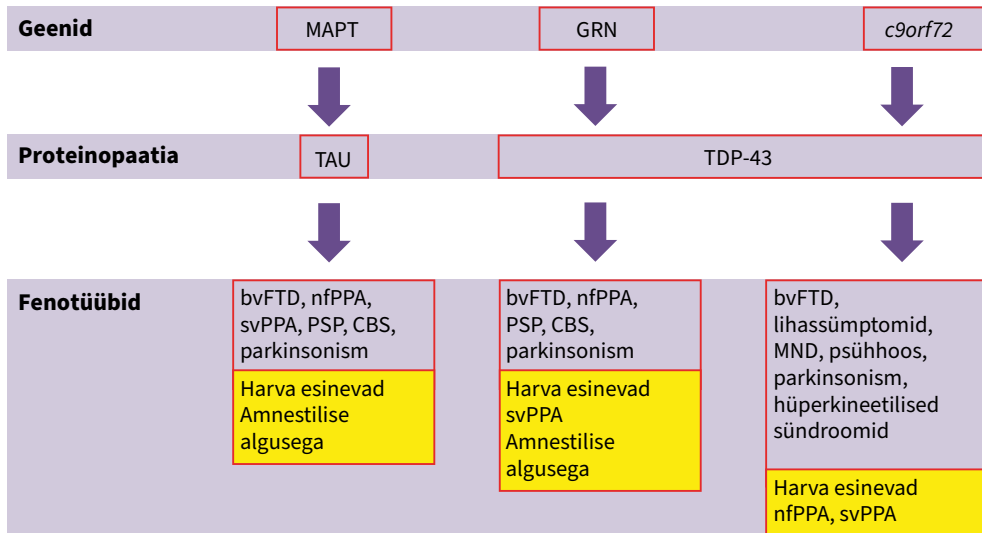 Geenid
MAPT
GRN
c9orf72
Proteinopaatia
TAU
TDP-43
Fenotüübid
bvFTD, nfPPA,
svPPA, PSP, CBS,
parkinsonism
Harva esinevad
Amnestilise
algusega
bvFTD, nfPPA,
PSP, CBS,
parkinsonism
Harva esinevad
svPPA
Amnestilise
algusega
bvFTD,
lihassümptomid,
MND, psühhoos,
parkinsonism,
hüperkineetilised
sündroomid
Harva esinevad
nfPPA, svPPA